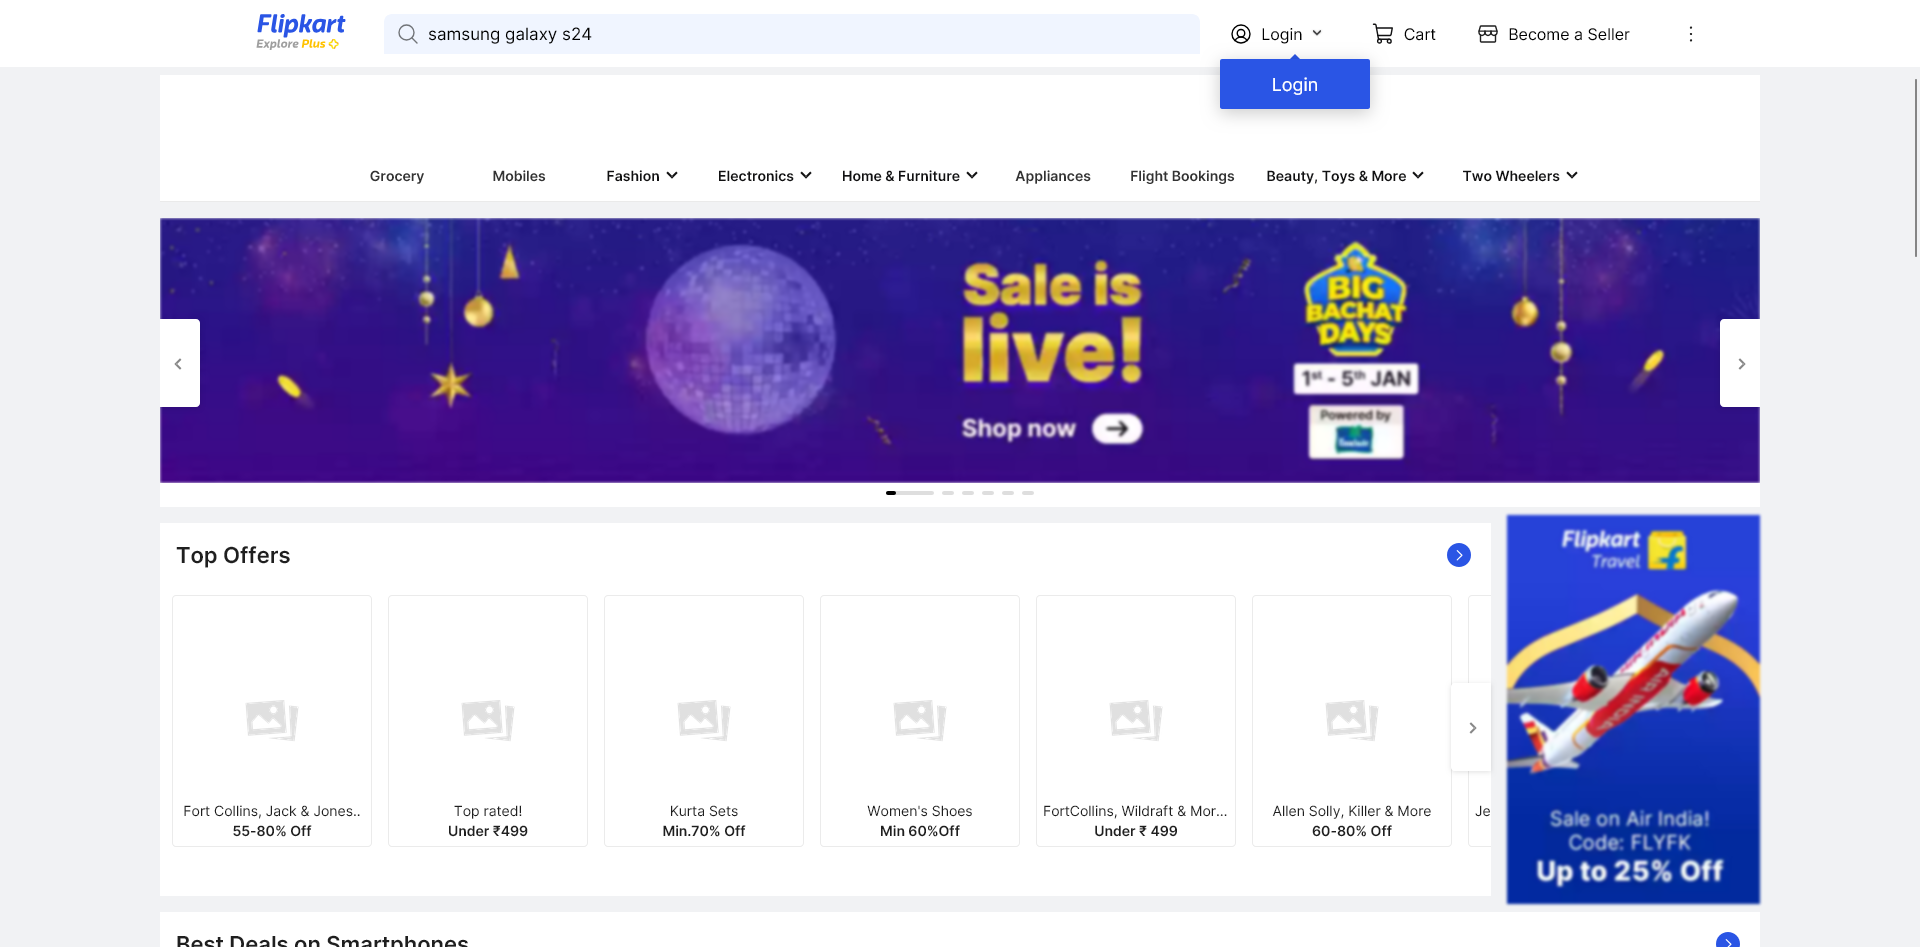 Flipkart
Explore Plus
samsung galaxy s24
Login
Cart
Become a Seller
Login
Grocery
Mobiles
Fashion
Electronics
Home & Furniture
Appliances
Flight Bookings
Beauty, Toys & More
Two Wheelers
Sale is
live!
Shop now
BIG
BACHAT
DAYS
1st - 5th JAN
Powered by
Top Offers
Fort Collins, Jack & Jones..
55-80% Off
Top rated!
Under ₹499
Kurta Sets
Min.70% Off
Women's Shoes
Min 60%Off
FortCollins, Wildraft & Mor...
Under ₹ 499
Allen Solly, Killer & More
60-80% Off
Je
Flipkart
Travel
AIR INDIA
Sale on Air India!
Code: FLYFK
Up to 25% Off
Best Deals on Smartphones